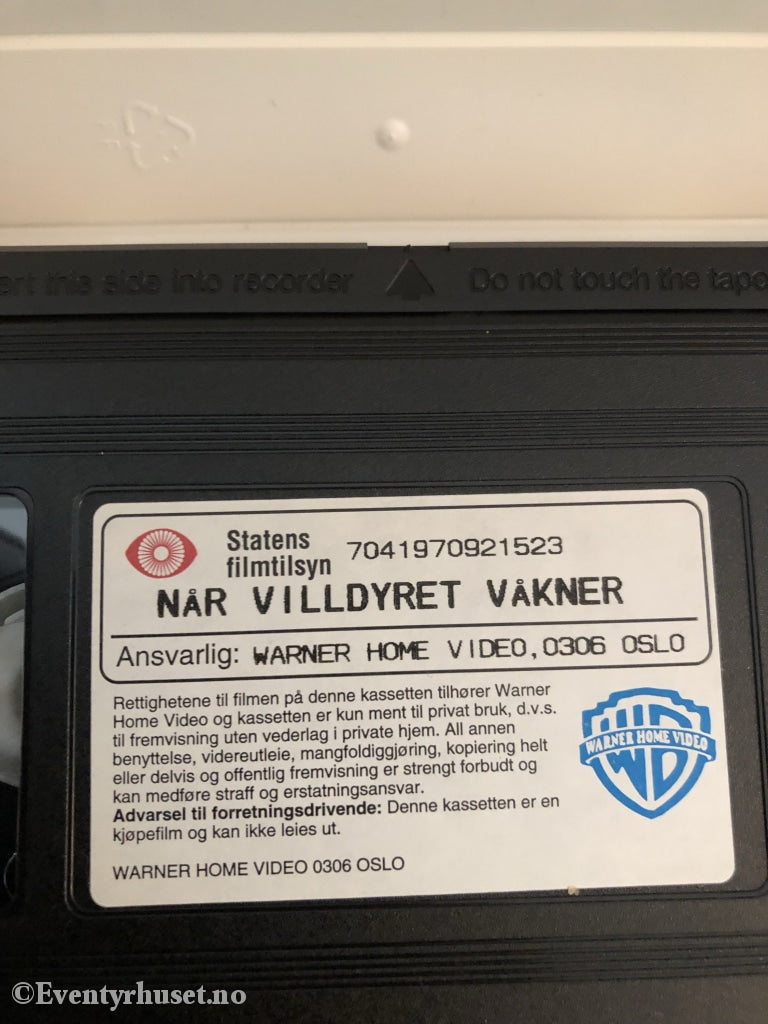 ert this side into recorder Do not touch the tape
Statens
filmtilsyn 7041970921523
NÅR VILLDYRET VÅKNER
Ansvarlig: WARNER HOME VIDEO, 0306 OSLO
Rettighetene til filmen på denne kassetten tilhører Warner
Home Video og kassetten er kun ment til privat bruk, d.v.s.
til fremvisning uten vederlag i private hjem. All annen
benyttelse, videreutleie, mangfoldiggjøring, kopiering helt
eller delvis og offentlig fremvisning er strengt forbudt og
kan medføre straff og erstatningsansvar.
Advarsel til forretningsdrivende: Denne kassetten er en
kjøpefilm og kan ikke leies ut.
WARNER HOME VIDEO 0306 OSLO
WB
WARNER HOME VIDEO
©Eventyrhuset.no